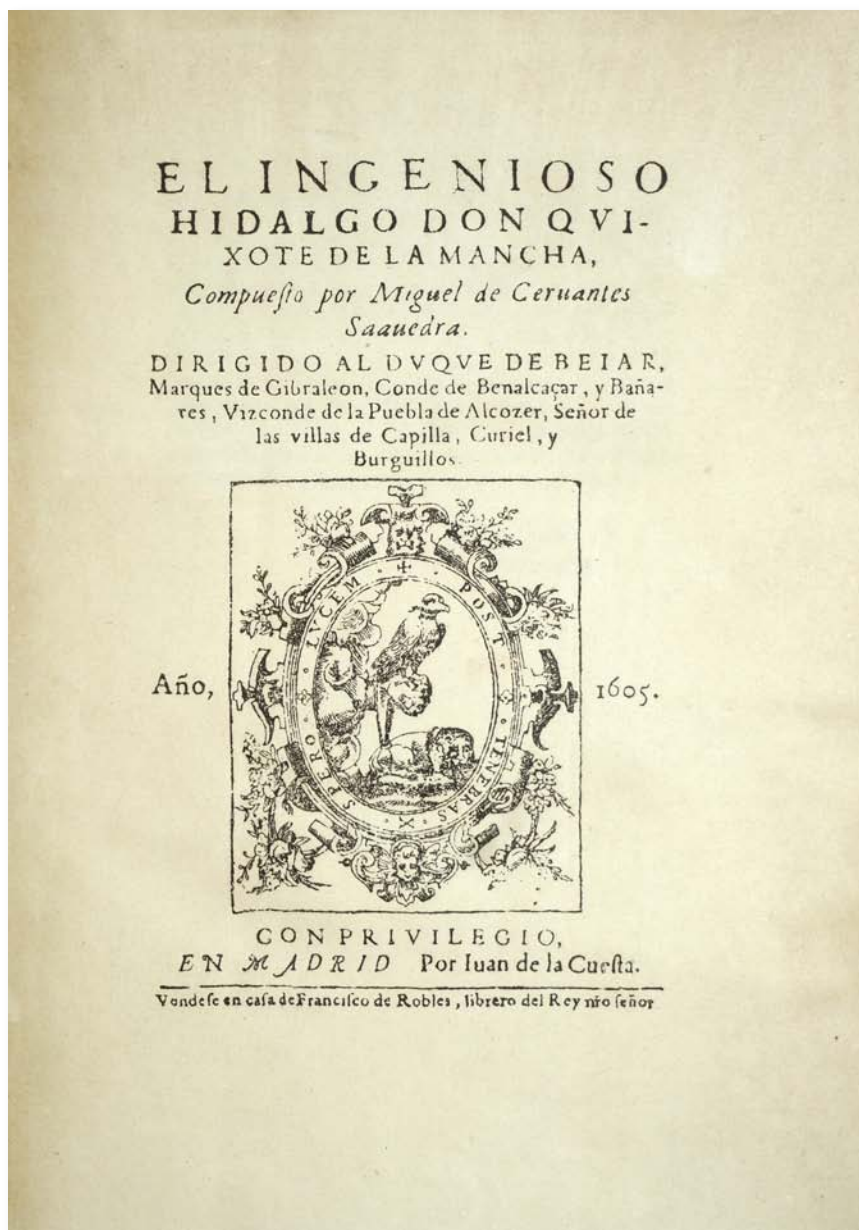 EL INGENIOSO
HIDALGO DON QVI-
XOTE DE LA MANCHA,
Compuesto por Miguel de Ceruantes
Saauedra.
DIRIGIDO AL DVQVE DE BEIAR,
Marques de Gibraleon, Conde de Benalcaçar, y Baña-
res, Vizconde de la Puebla de Alcozer, Señor de
las villas de Capilla, Curiel, y
Burguillos.
POST TENEBRAS SPERO LVCEM
Año, 1605.
CON PRIVILEGIO,
EN MADRID Por Iuan de la Cuesta.
Vendese en casa de Francisco de Robles, librero del Rey nro señor